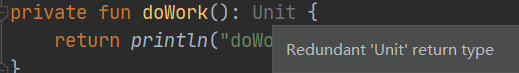 private fun doWork(): Unit {
return println("doWo
Redundant 'Unit' return type
}